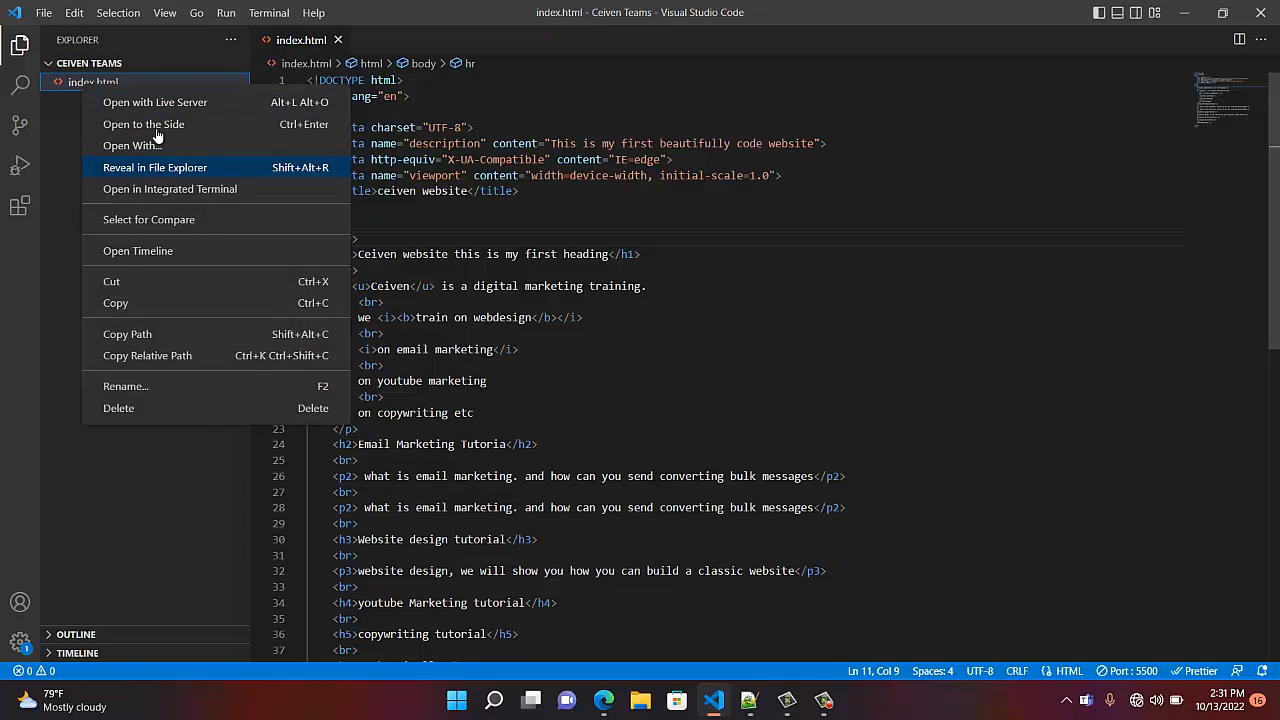 File Edit Selection View Go Run Terminal Help
index.html - Ceiven Teams - Visual Studio Code
EXPLORER
CEIVEN TEAMS
index.html
Open with Live Server Alt+L Alt+O
Open to the Side Ctrl+Enter
Open With...
Reveal in File Explorer Shift+Alt+R
Open in Integrated Terminal
Select for Compare
Open Timeline
Cut Ctrl+X
Copy Ctrl+C
Copy Path Shift+Alt+C
Copy Relative Path Ctrl+K Ctrl+Shift+C
Rename... F2
Delete Delete
OUTLINE
TIMELINE
index.html
index.html > html > body > hr
1 <!DOCTYPE html>
ang="en">
ta charset="UTF-8">
ta name="description" content="This is my first beautifully code website">
ta http-equiv="X-UA-Compatible" content="IE=edge">
ta name="viewport" content="width=device-width, initial-scale=1.0">
tle>ceiven website</title>
>
>Ceiven website this is my first heading</h1>
>
<u>Ceiven</u> is a digital marketing training.
<br>
we <i><b>train on webdesign</b></i>
<br>
<i>on email marketing</i>
<br>
on youtube marketing
<br>
on copywriting etc
23 </p>
24 <h2>Email Marketing Tutoria</h2>
25 <br>
26 <p2> what is email marketing. and how can you send converting bulk messages</p2>
27 <br>
28 <p2> what is email marketing. and how can you send converting bulk messages</p2>
29 <br>
30 <h3>Website design tutorial</h3>
31 <br>
32 <p3>website design, we will show you how you can build a classic website</p3>
33 <br>
34 <h4>youtube Marketing tutorial</h4>
35 <br>
36 <h5>copywriting tutorial</h5>
37 <br>
0 0
Ln 11, Col 9 Spaces: 4 UTF-8 CRLF HTML Port : 5500 Prettier
79°F
Mostly cloudy
2:31 PM
10/13/2022
16
1